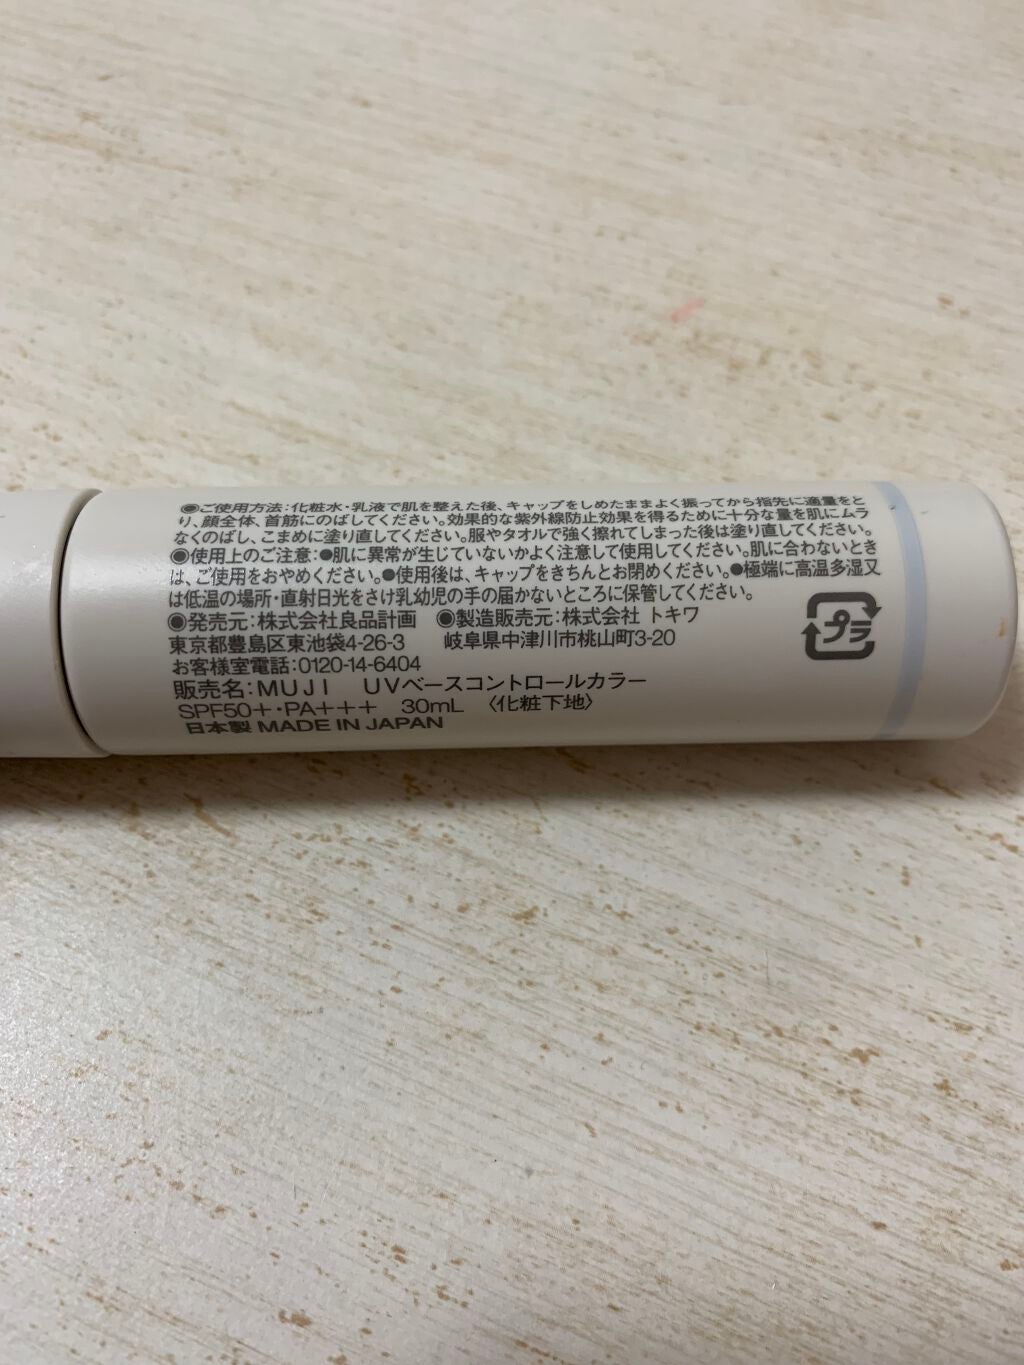 ◉ご使用方法:化粧水・乳液で肌を整えた後、キャップをしめたままよく振ってから指先に適量をと
り、顔全体、首筋にのばしてください。効果的な紫外線防止効果を得るために十分な量を肌にムラ
なくのばし、こまめに塗り直してください。服やタオルで強く擦れてしまった後は塗り直してください。
◉使用上のご注意:●肌に異常が生じていないかよく注意して使用してください。肌に合わないとき
は、ご使用をおやめください。●使用後は、キャップをきちんとお閉めください。●極端に高温多湿又
は低温の場所・直射日光をさけ乳幼児の手の届かないところに保管してください。
◉発売元:株式会社良品計画 ◉製造販売元:株式会社 トキワ
東京都豊島区東池袋4-26-3 岐阜県中津川市桃山町3-20
お客様室電話:0120-14-6404
販売名:MUJI UVベースコントロールカラー
SPF50+・PA+++ 30mL 〈化粧下地〉
日本製 MADE IN JAPAN
プラ